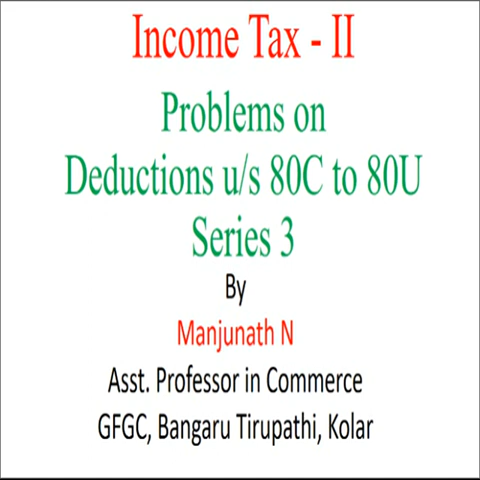 Income Tax - II
Problems on
Deductions u/s 80C to 80U
Series 3
By
Manjunath N
Asst. Professor in Commerce
GFGC, Bangaru Tirupathi, Kolar